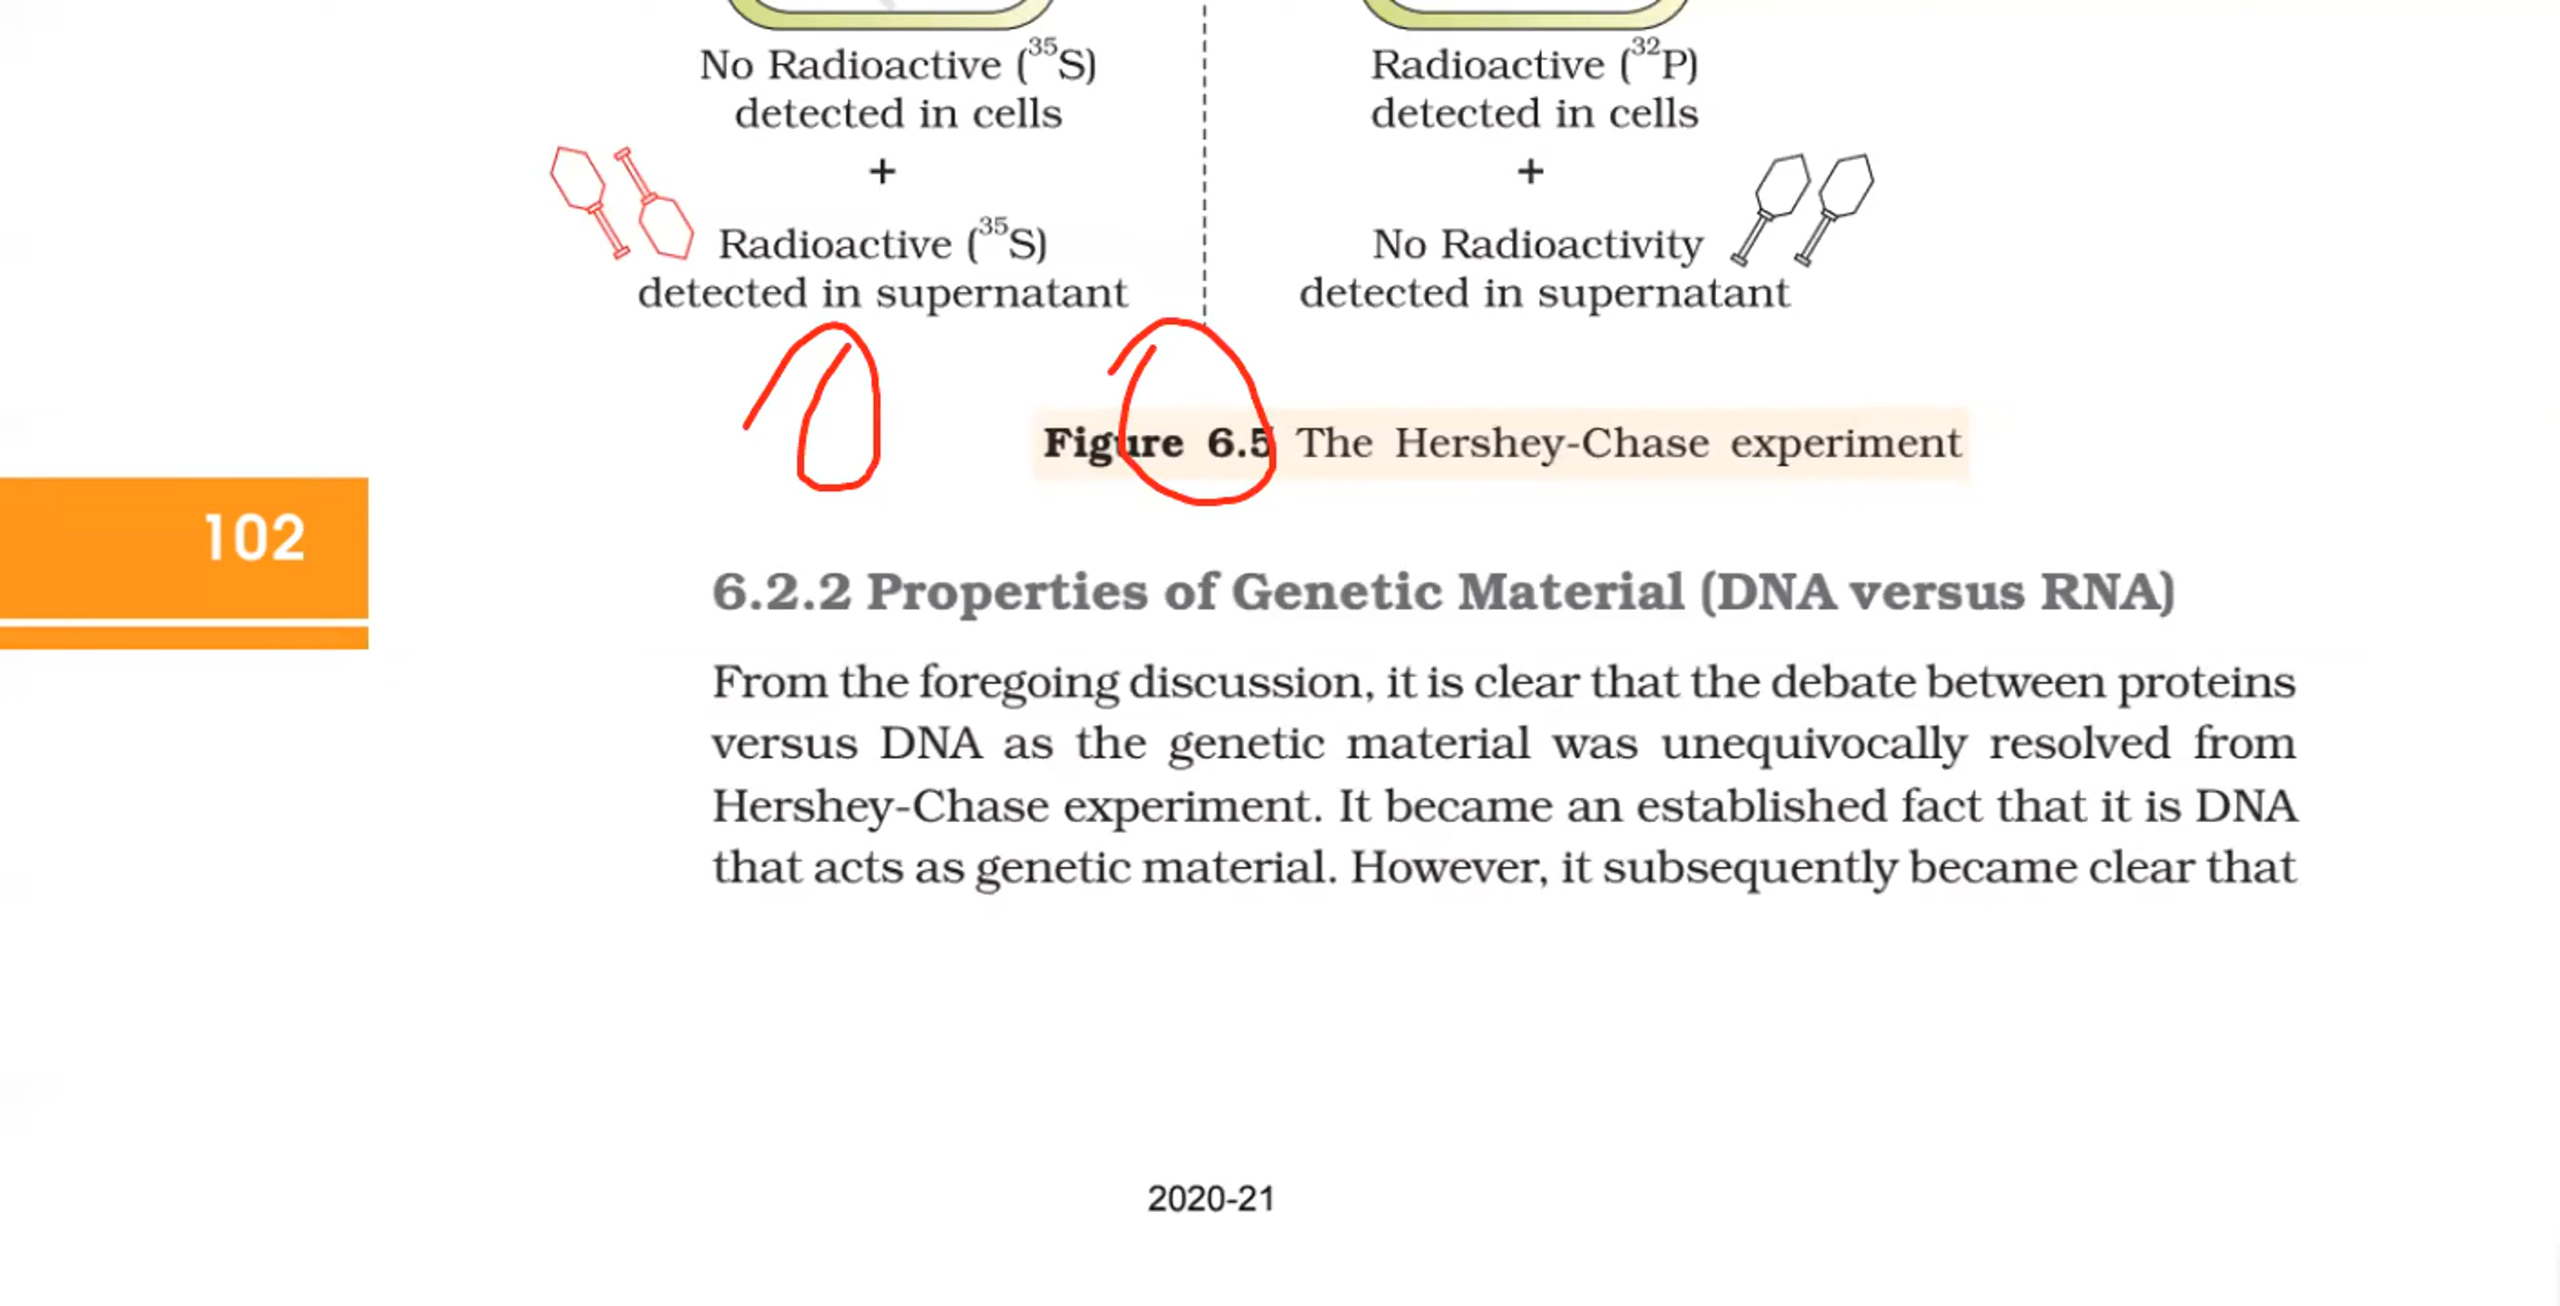 No Radioactive (³⁵S)
detected in cells
+
Radioactive (³⁵S)
detected in supernatant
Radioactive (³²P)
detected in cells
+
No Radioactivity
detected in supernatant
Figure 6.5 The Hershey-Chase experiment
102
6.2.2 Properties of Genetic Material (DNA versus RNA)
From the foregoing discussion, it is clear that the debate between proteins
versus DNA as the genetic material was unequivocally resolved from
Hershey-Chase experiment. It became an established fact that it is DNA
that acts as genetic material. However, it subsequently became clear that
2020-21